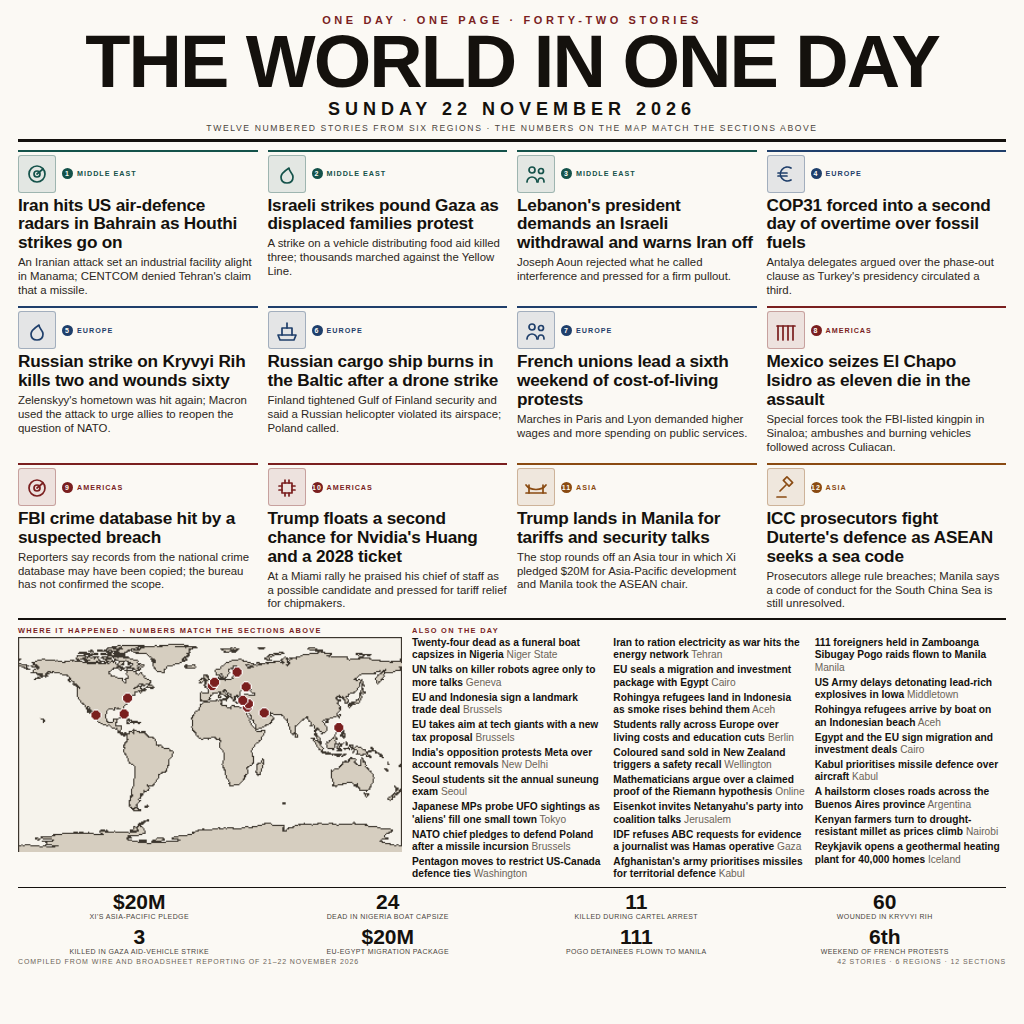 ONE DAY · ONE PAGE · FORTY-TWO STORIES
THE WORLD IN ONE DAY
SUNDAY 22 NOVEMBER 2026
TWELVE NUMBERED STORIES FROM SIX REGIONS · THE NUMBERS ON THE MAP MATCH THE SECTIONS ABOVE
1 MIDDLE EAST
Iran hits US air-defence
radars in Bahrain as Houthi
strikes go on
An Iranian attack set an industrial facility alight
in Manama; CENTCOM denied Tehran's claim
that a missile.
2 MIDDLE EAST
Israeli strikes pound Gaza as
displaced families protest
A strike on a vehicle distributing food aid killed
three; thousands marched against the Yellow
Line.
3 MIDDLE EAST
Lebanon's president
demands an Israeli
withdrawal and warns Iran off
Joseph Aoun rejected what he called
interference and pressed for a firm pullout.
4 EUROPE
COP31 forced into a second
day of overtime over fossil
fuels
Antalya delegates argued over the phase-out
clause as Turkey's presidency circulated a
third.
5 EUROPE
Russian strike on Kryvyi Rih
kills two and wounds sixty
Zelenskyy's hometown was hit again; Macron
used the attack to urge allies to reopen the
question of NATO.
6 EUROPE
Russian cargo ship burns in
the Baltic after a drone strike
Finland tightened Gulf of Finland security and
said a Russian helicopter violated its airspace;
Poland called.
7 EUROPE
French unions lead a sixth
weekend of cost-of-living
protests
Marches in Paris and Lyon demanded higher
wages and more spending on public services.
8 AMERICAS
Mexico seizes El Chapo
Isidro as eleven die in the
assault
Special forces took the FBI-listed kingpin in
Sinaloa; ambushes and burning vehicles
followed across Culiacan.
9 AMERICAS
FBI crime database hit by a
suspected breach
Reporters say records from the national crime
database may have been copied; the bureau
has not confirmed the scope.
10 AMERICAS
Trump floats a second
chance for Nvidia's Huang
and a 2028 ticket
At a Miami rally he praised his chief of staff as
a possible candidate and pressed for tariff relief
for chipmakers.
11 ASIA
Trump lands in Manila for
tariffs and security talks
The stop rounds off an Asia tour in which Xi
pledged $20M for Asia-Pacific development
and Manila took the ASEAN chair.
12 ASIA
ICC prosecutors fight
Duterte's defence as ASEAN
seeks a sea code
Prosecutors allege rule breaches; Manila says
a code of conduct for the South China Sea is
still unresolved.
WHERE IT HAPPENED · NUMBERS MATCH THE SECTIONS ABOVE
ALSO ON THE DAY
Twenty-four dead as a funeral boat
capsizes in Nigeria Niger State
UN talks on killer robots agree only to
more talks Geneva
EU and Indonesia sign a landmark
trade deal Brussels
EU takes aim at tech giants with a new
tax proposal Brussels
India's opposition protests Meta over
account removals New Delhi
Seoul students sit the annual suneung
exam Seoul
Japanese MPs probe UFO sightings as
'aliens' fill one small town Tokyo
NATO chief pledges to defend Poland
after a missile incursion Brussels
Pentagon moves to restrict US-Canada
defence ties Washington
Iran to ration electricity as war hits the
energy network Tehran
EU seals a migration and investment
package with Egypt Cairo
Rohingya refugees land in Indonesia
as smoke rises behind them Aceh
Students rally across Europe over
living costs and education cuts Berlin
Coloured sand sold in New Zealand
triggers a safety recall Wellington
Mathematicians argue over a claimed
proof of the Riemann hypothesis Online
Eisenkot invites Netanyahu's party into
coalition talks Jerusalem
IDF refuses ABC requests for evidence
a journalist was Hamas operative Gaza
Afghanistan's army prioritises missiles
for territorial defence Kabul
111 foreigners held in Zamboanga
Sibugay Pogo raids flown to Manila
Manila
US Army delays detonating lead-rich
explosives in Iowa Middletown
Rohingya refugees arrive by boat on
an Indonesian beach Aceh
Egypt and the EU sign migration and
investment deals Cairo
Kabul prioritises missile defence over
aircraft Kabul
A hailstorm closes roads across the
Buenos Aires province Argentina
Kenyan farmers turn to drought-
resistant millet as prices climb Nairobi
Reykjavik opens a geothermal heating
plant for 40,000 homes Iceland
$20M
XI'S ASIA-PACIFIC PLEDGE
24
DEAD IN NIGERIA BOAT CAPSIZE
11
KILLED DURING CARTEL ARREST
60
WOUNDED IN KRYVYI RIH
3
KILLED IN GAZA AID-VEHICLE STRIKE
$20M
EU-EGYPT MIGRATION PACKAGE
111
POGO DETAINEES FLOWN TO MANILA
6th
WEEKEND OF FRENCH PROTESTS
COMPILED FROM WIRE AND BROADSHEET REPORTING OF 21–22 NOVEMBER 2026
42 STORIES · 6 REGIONS · 12 SECTIONS